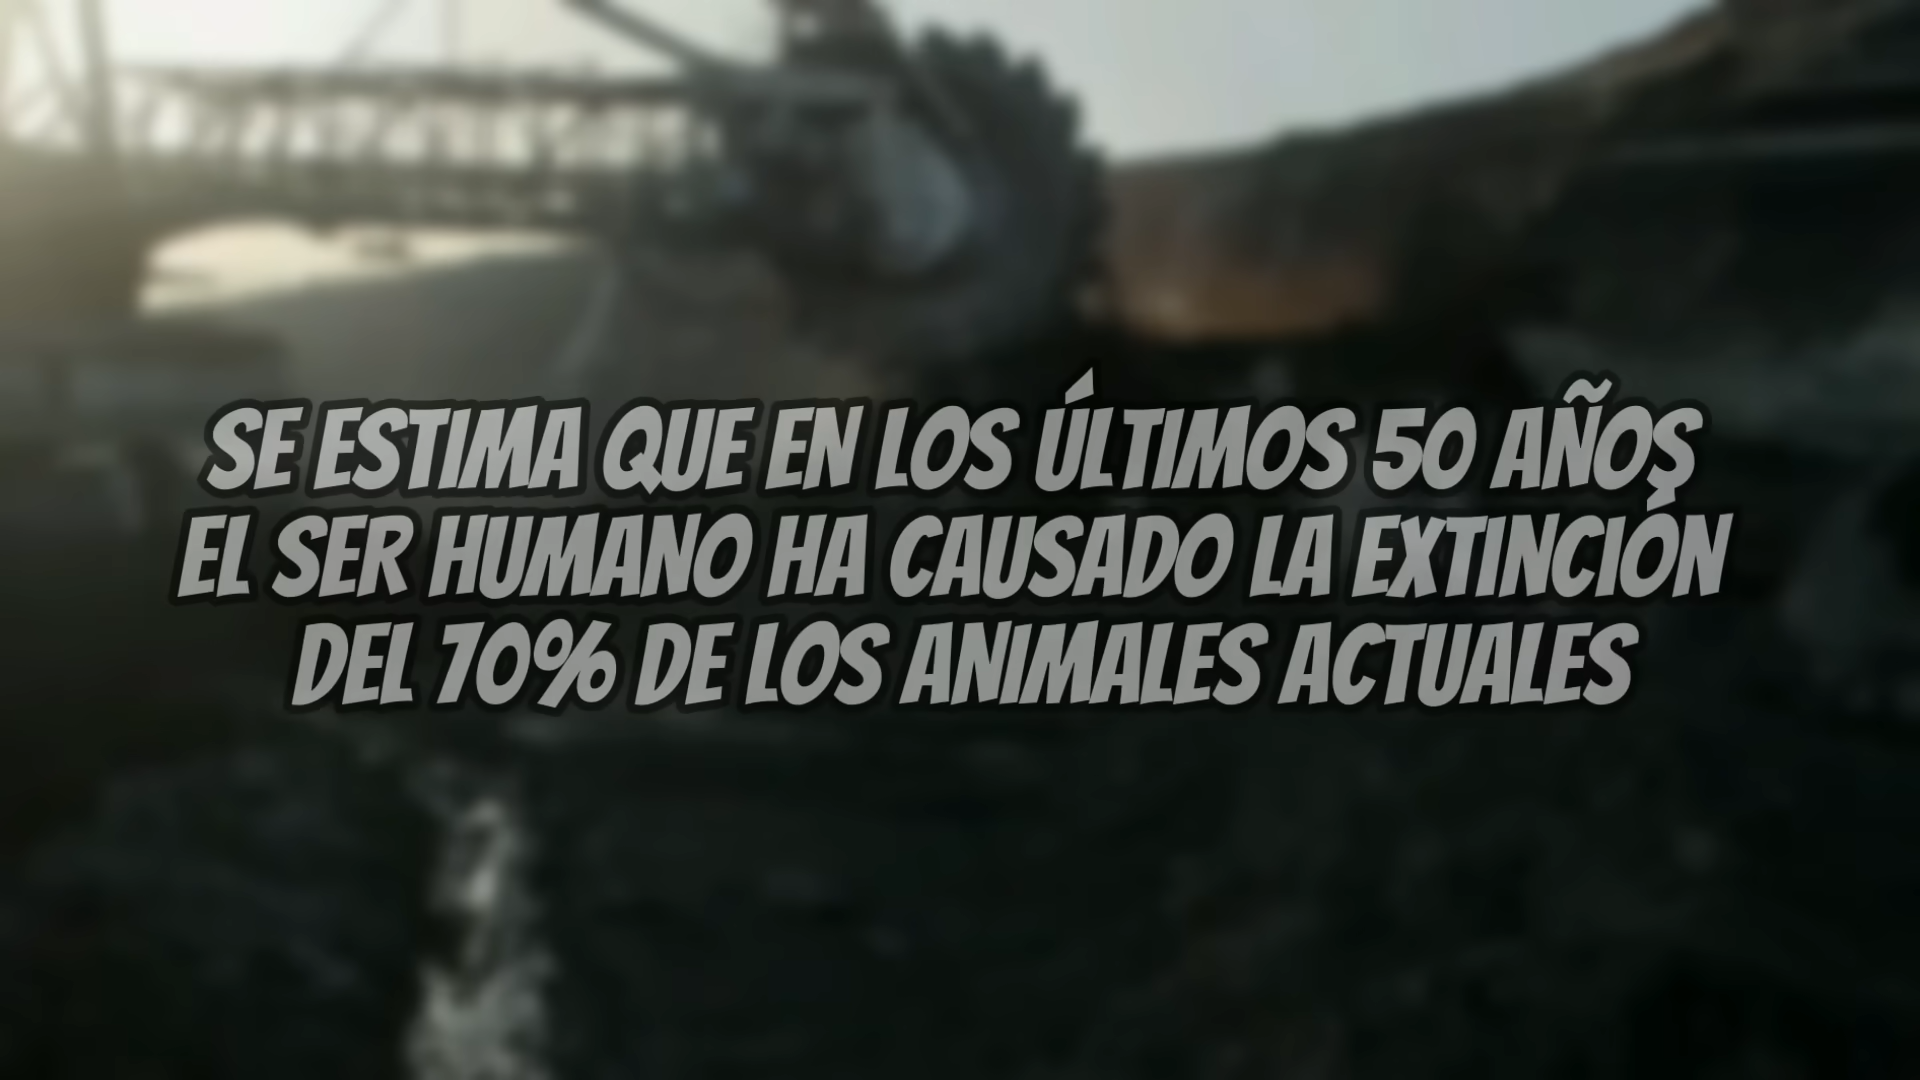 SE ESTIMA QUE EN LOS ÚLTIMOS 50 AÑOS
EL SER HUMANO HA CAUSADO LA EXTINCIÓN
DEL 70% DE LOS ANIMALES ACTUALES